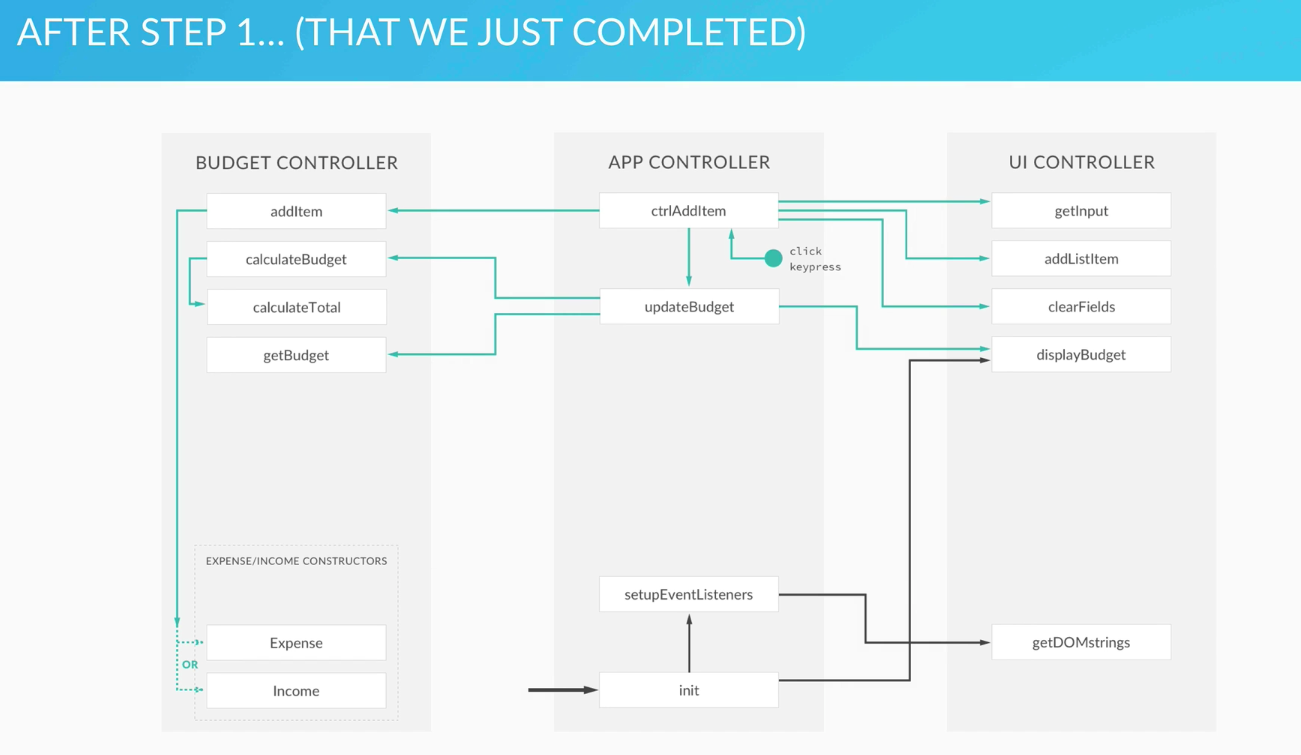 AFTER STEP 1... (THAT WE JUST COMPLETED)
BUDGET CONTROLLER
addItem
calculateBudget
calculateTotal
getBudget
EXPENSE/INCOME CONSTRUCTORS
Expense
OR
Income
APP CONTROLLER
ctrlAddItem
click
keypress
updateBudget
setupEventListeners
init
UI CONTROLLER
getInput
addListItem
clearFields
displayBudget
getDOMstrings